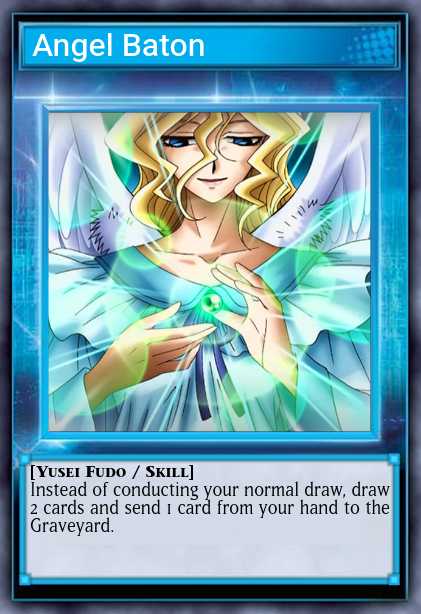 Angel Baton
[Yusei Fudo / Skill]
Instead of conducting your normal draw, draw
2 cards and send 1 card from your hand to the
Graveyard.